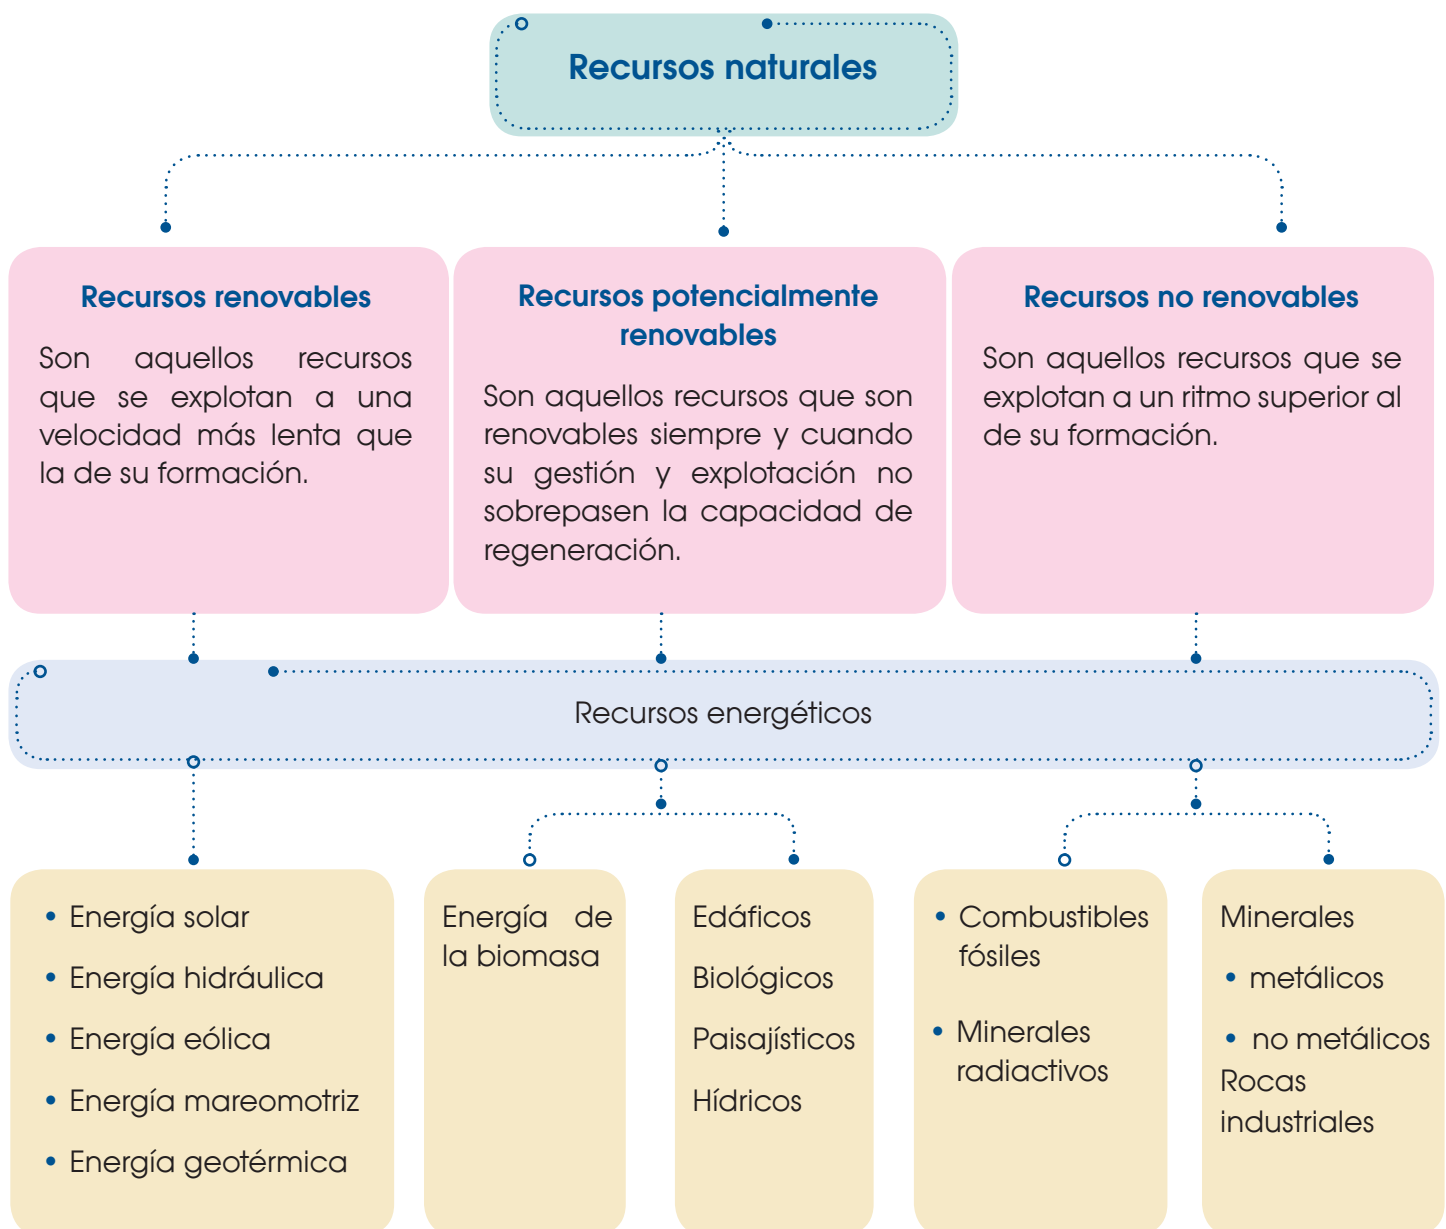 Recursos naturales
Recursos renovables
Son aquellos recursos
que se explotan a una
velocidad más lenta que
la de su formación.
Recursos potencialmente
renovables
Son aquellos recursos que son
renovables siempre y cuando
su gestión y explotación no
sobrepasen la capacidad de
regeneración.
Recursos no renovables
Son aquellos recursos que se
explotan a un ritmo superior al
de su formación.
Recursos energéticos
• Energía solar
• Energía hidráulica
• Energía eólica
• Energía mareomotriz
• Energía geotérmica
Energía de
la biomasa
Edáficos
Biológicos
Paisajísticos
Hídricos
• Combustibles
fósiles
• Minerales
radiactivos
Minerales
• metálicos
• no metálicos
Rocas
industriales